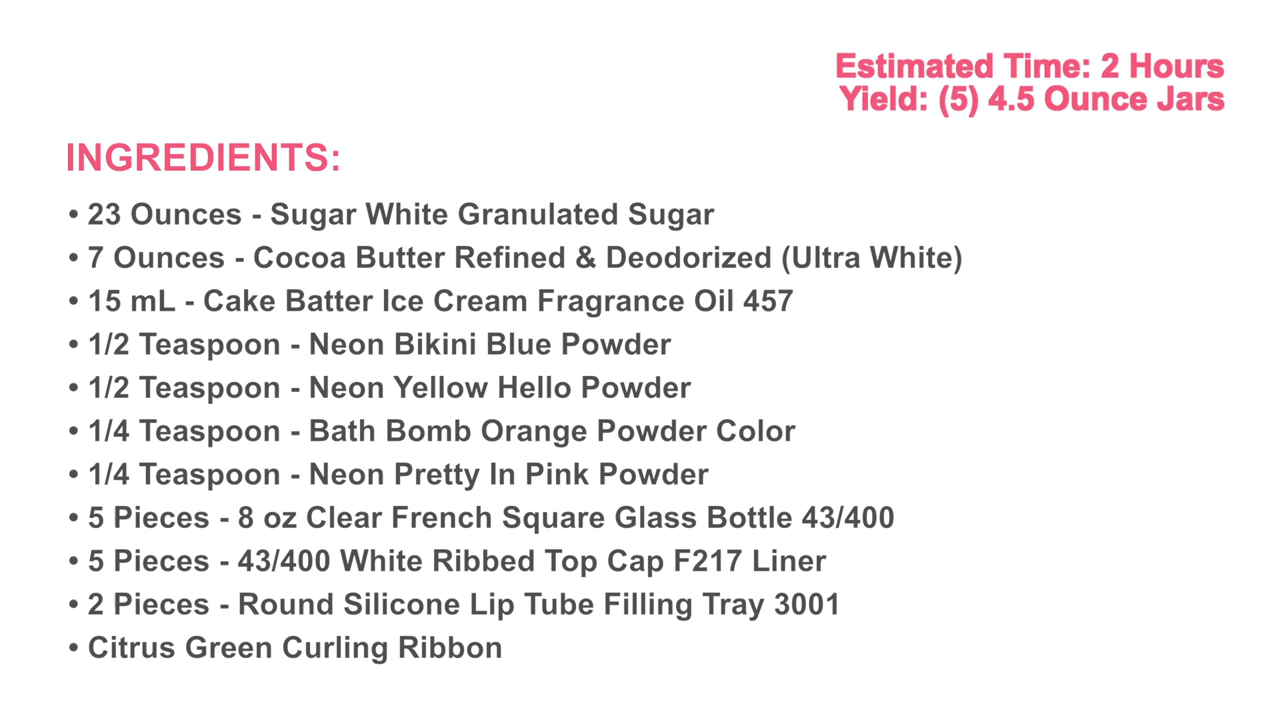 Estimated Time: 2 Hours
Yield: (5) 4.5 Ounce Jars
INGREDIENTS:
• 23 Ounces - Sugar White Granulated Sugar
• 7 Ounces - Cocoa Butter Refined & Deodorized (Ultra White)
• 15 mL - Cake Batter Ice Cream Fragrance Oil 457
• 1/2 Teaspoon - Neon Bikini Blue Powder
• 1/2 Teaspoon - Neon Yellow Hello Powder
• 1/4 Teaspoon - Bath Bomb Orange Powder Color
• 1/4 Teaspoon - Neon Pretty In Pink Powder
• 5 Pieces - 8 oz Clear French Square Glass Bottle 43/400
• 5 Pieces - 43/400 White Ribbed Top Cap F217 Liner
• 2 Pieces - Round Silicone Lip Tube Filling Tray 3001
• Citrus Green Curling Ribbon